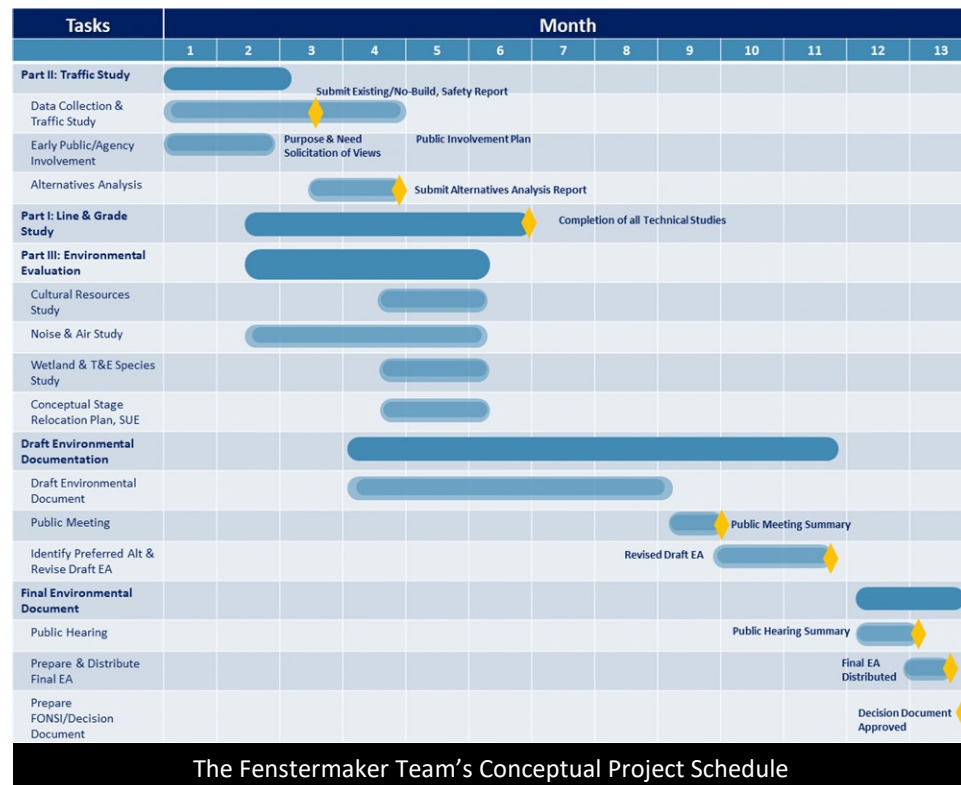 Tasks Month
1 2 3 4 5 6 7 8 9 10 11 12 13
Part II: Traffic Study
Submit Existing/No-Build, Safety Report
Data Collection &
Traffic Study
Early Public/Agency
Involvement
Purpose & Need
Solicitation of Views
Public Involvement Plan
Alternatives Analysis
Submit Alternatives Analysis Report
Part I: Line & Grade
Study
Completion of all Technical Studies
Part III: Environmental
Evaluation
Cultural Resources
Study
Noise & Air Study
Wetland & T&E Species
Study
Conceptual Stage
Relocation Plan, SUE
Draft Environmental
Documentation
Draft Environmental
Document
Public Meeting
Public Meeting Summary
Identify Preferred Alt &
Revise Draft EA
Revised Draft EA
Final Environmental
Document
Public Hearing
Public Hearing Summary
Prepare & Distribute
Final EA
Final EA
Distributed
Prepare
FONSI/Decision
Document
Decision Document
Approved
The Fenstermaker Team’s Conceptual Project Schedule